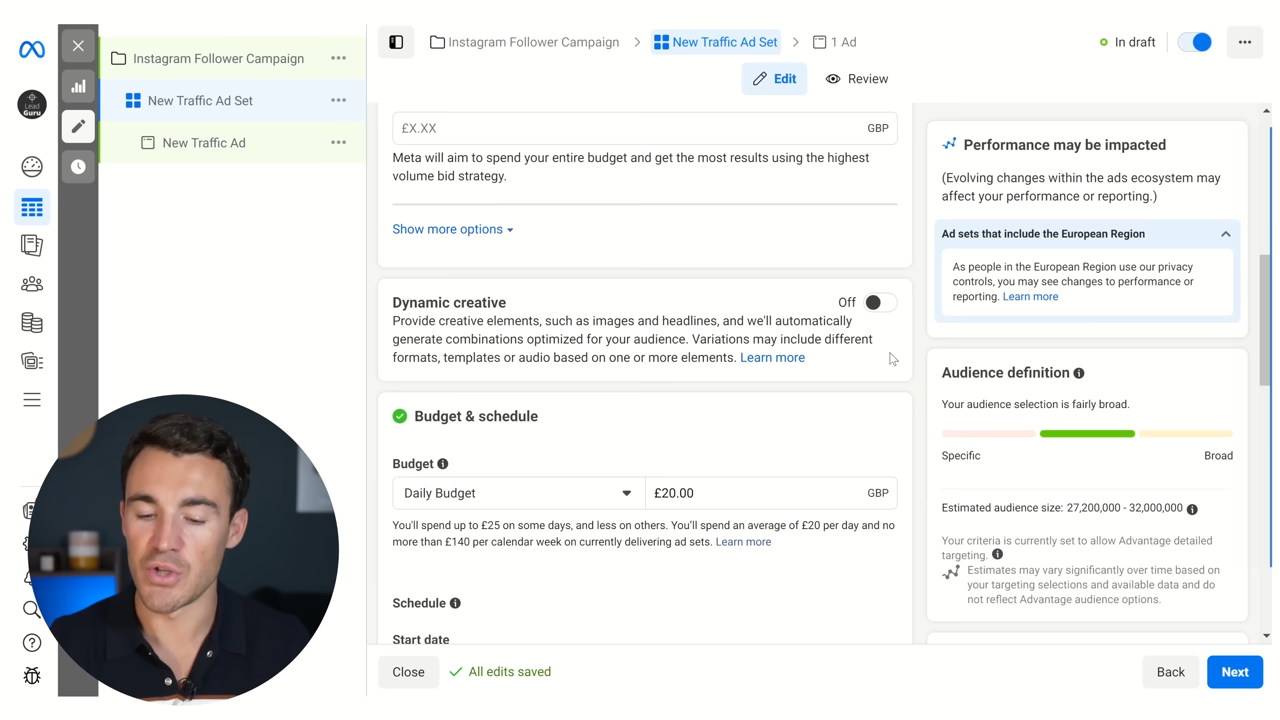 Instagram Follower Campaign > New Traffic Ad Set > 1 Ad
In draft
Edit
Review
Instagram Follower Campaign
New Traffic Ad Set
New Traffic Ad
Lead
Guru
£X.XX GBP
Meta will aim to spend your entire budget and get the most results using the highest
volume bid strategy.
Show more options
Dynamic creative
Off
Provide creative elements, such as images and headlines, and we'll automatically
generate combinations optimized for your audience. Variations may include different
formats, templates or audio based on one or more elements. Learn more
Budget & schedule
Budget
Daily Budget £20.00 GBP
You'll spend up to £25 on some days, and less on others. You'll spend an average of £20 per day and no
more than £140 per calendar week on currently delivering ad sets. Learn more
Schedule
Start date
Performance may be impacted
(Evolving changes within the ads ecosystem may
affect your performance or reporting.)
Ad sets that include the European Region
As people in the European Region use our privacy
controls, you may see changes to performance or
reporting. Learn more
Audience definition
Your audience selection is fairly broad.
Specific Broad
Estimated audience size: 27,200,000 - 32,000,000
Your criteria is currently set to allow Advantage detailed
targeting.
Estimates may vary significantly over time based on
your targeting selections and available data and do
not reflect Advantage audience options.
Close
All edits saved
Back
Next